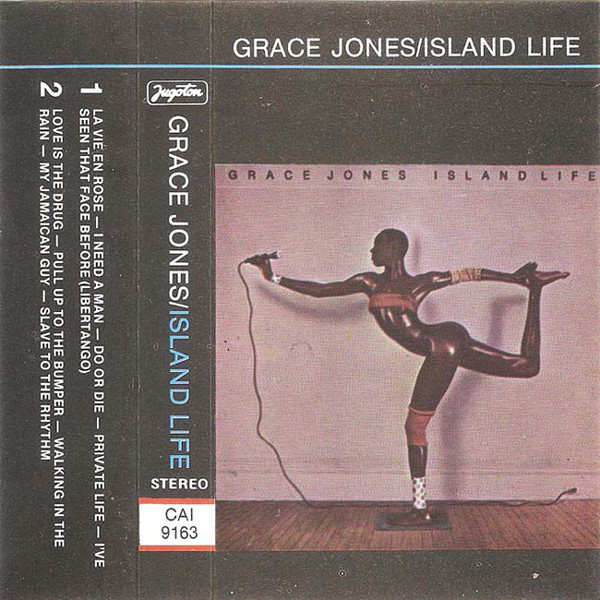 GRACE JONES/ISLAND LIFE
GRACE JONES ISLAND LIFE
Jugoton
GRACE JONES/ISLAND LIFE
STEREO
CAI
9163
1 LA VIE EN ROSE — I NEED A MAN — DO OR DIE — PRIVATE LIFE — I'VE
SEEN THAT FACE BEFORE (LIBERTANGO)
2 LOVE IS THE DRUG — PULL UP TO THE BUMPER — WALKING IN THE
RAIN — MY JAMAICAN GUY — SLAVE TO THE RHYTHM